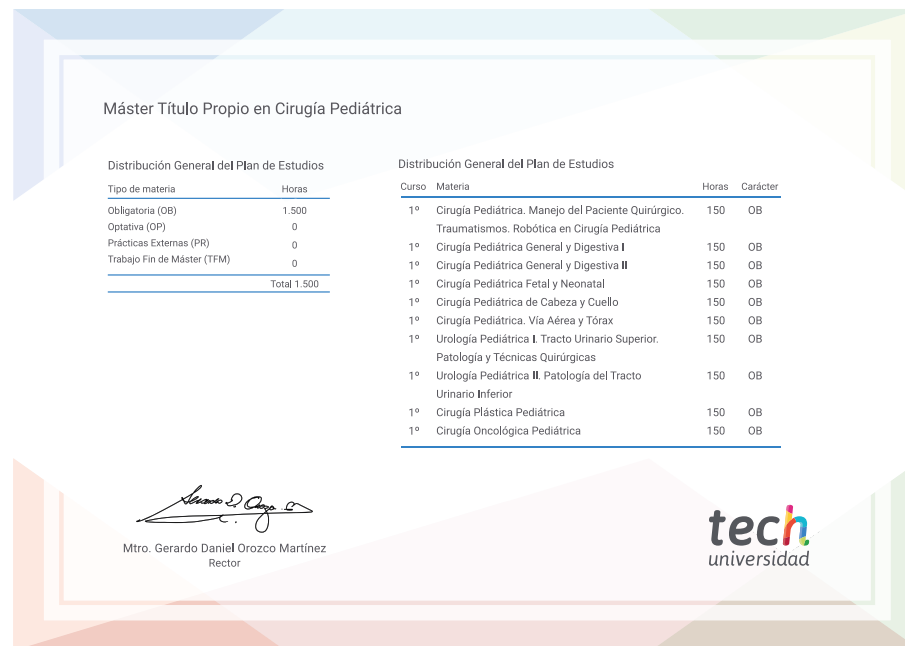 Máster Título Propio en Cirugía Pediátrica
Distribución General del Plan de Estudios
Tipo de materia Horas
Obligatoria (OB) 1.500
Optativa (OP) 0
Prácticas Externas (PR) 0
Trabajo Fin de Máster (TFM) 0
Total 1.500
Distribución General del Plan de Estudios
Curso Materia Horas Carácter
1º Cirugía Pediátrica. Manejo del Paciente Quirúrgico. 150 OB
Traumatismos. Robótica en Cirugía Pediátrica
1º Cirugía Pediátrica General y Digestiva I 150 OB
1º Cirugía Pediátrica General y Digestiva II 150 OB
1º Cirugía Pediátrica Fetal y Neonatal 150 OB
1º Cirugía Pediátrica de Cabeza y Cuello 150 OB
1º Cirugía Pediátrica. Vía Aérea y Tórax 150 OB
1º Urología Pediátrica I. Tracto Urinario Superior. 150 OB
Patología y Técnicas Quirúrgicas
1º Urología Pediátrica II. Patología del Tracto 150 OB
Urinario Inferior
1º Cirugía Plástica Pediátrica 150 OB
1º Cirugía Oncológica Pediátrica 150 OB
Mtro. Gerardo Daniel Orozco Martínez
Rector
tech
universidad